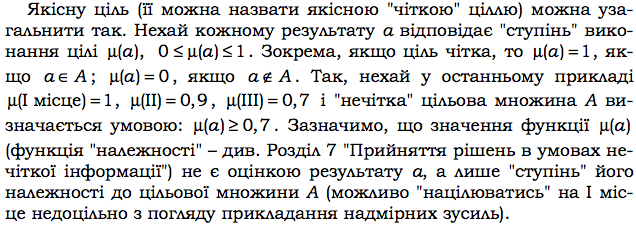 Якісну ціль (її можна назвати якісною "чіткою" ціллю) можна уза-
гальнити так. Нехай кожному результату a відповідає "ступінь" вико-
нання цілі μ(a), 0 ≤ μ(a) ≤ 1. Зокрема, якщо ціль чітка, то μ(a) = 1, як-
що a ∈ A; μ(a) = 0, якщо a ∉ A. Так, нехай у останньому прикладі
μ(I місце) = 1, μ(II) = 0,9, μ(III) = 0,7 і "нечітка" цільова множина A ви-
значається умовою: μ(a) ≥ 0,7. Зазначимо, що значення функції μ(a)
(функція "належності" – див. Розділ 7 "Прийняття рішень в умовах не-
чіткої інформації") не є оцінкою результату a, а лише "ступінь" його
належності до цільової множини A (можливо "націлюватись" на I міс-
це недоцільно з погляду прикладання надмірних зусиль).